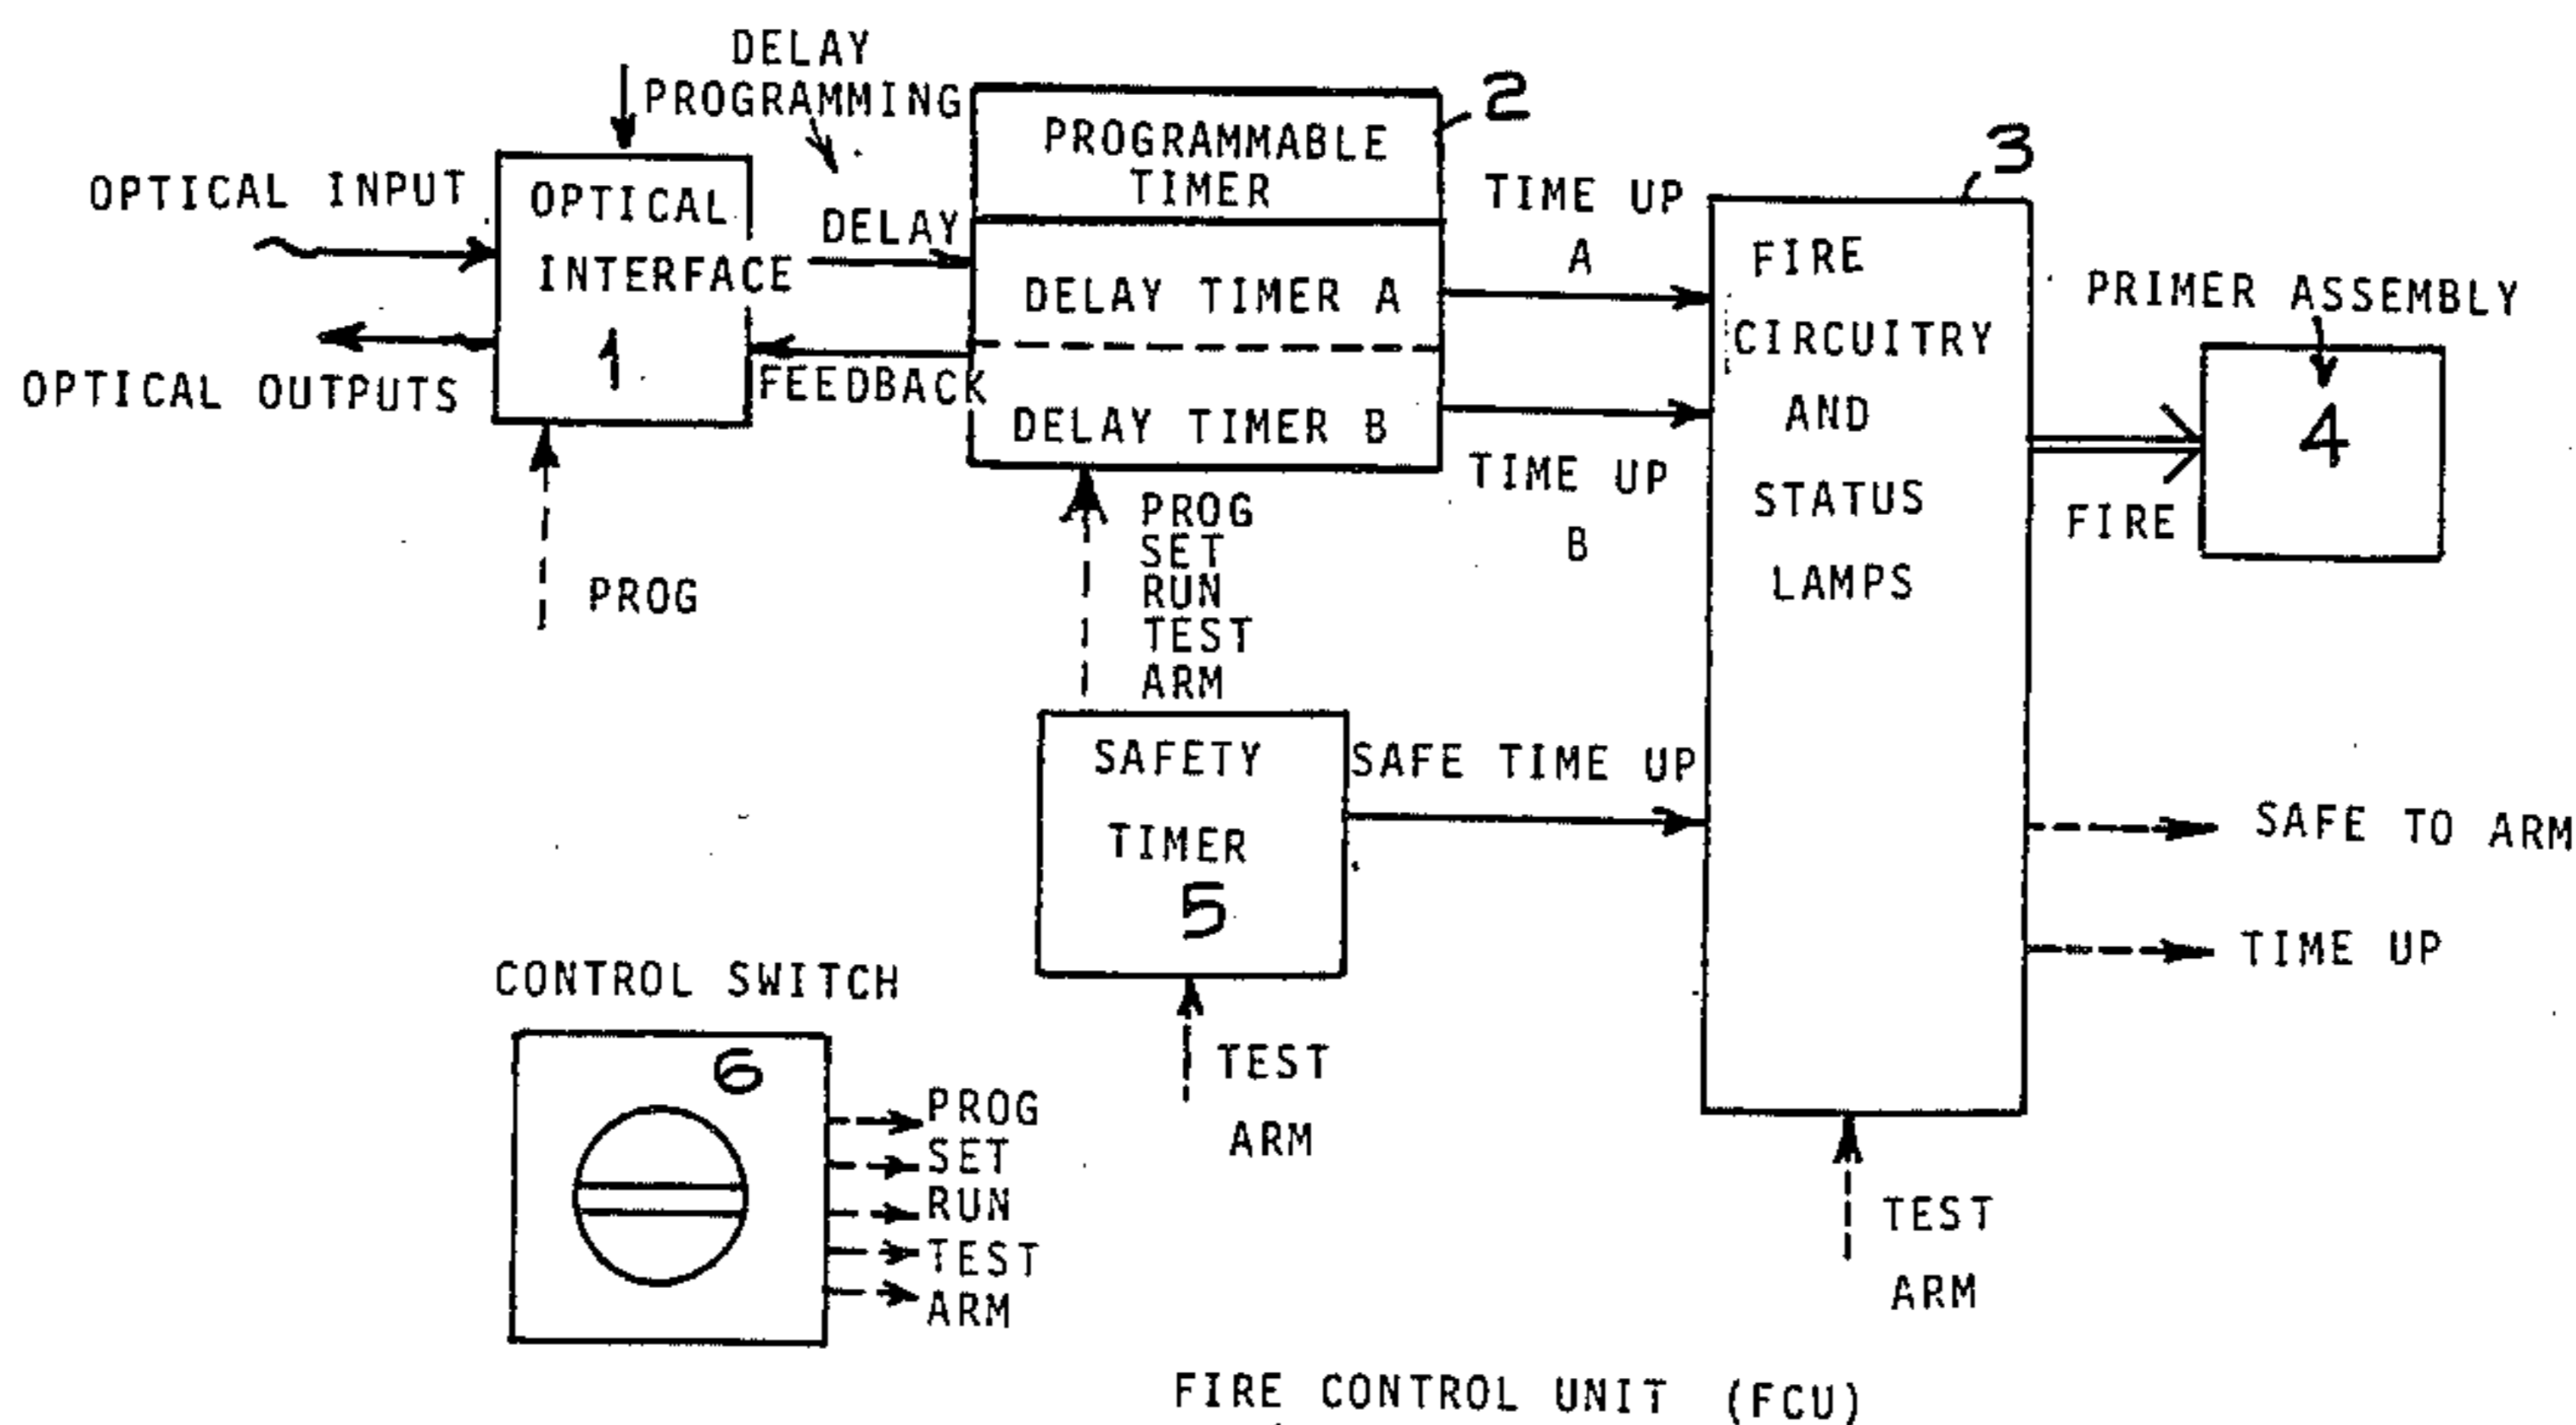 DELAY
PROGRAMMING
OPTICAL INPUT
OPTICAL OUTPUTS
OPTICAL
INTERFACE
1
PROG
DELAY
FEEDBACK
2
PROGRAMMABLE
TIMER
DELAY TIMER A
DELAY TIMER B
PROG
SET
RUN
TEST
ARM
TIME UP
A
TIME UP
B
3
FIRE
CIRCUITRY
AND
STATUS
LAMPS
PRIMER ASSEMBLY
4
FIRE
SAFETY
TIMER
5
SAFE TIME UP
TEST
ARM
SAFE TO ARM
TIME UP
TEST
ARM
CONTROL SWITCH
6
PROG
SET
RUN
TEST
ARM
FIRE CONTROL UNIT (FCU)